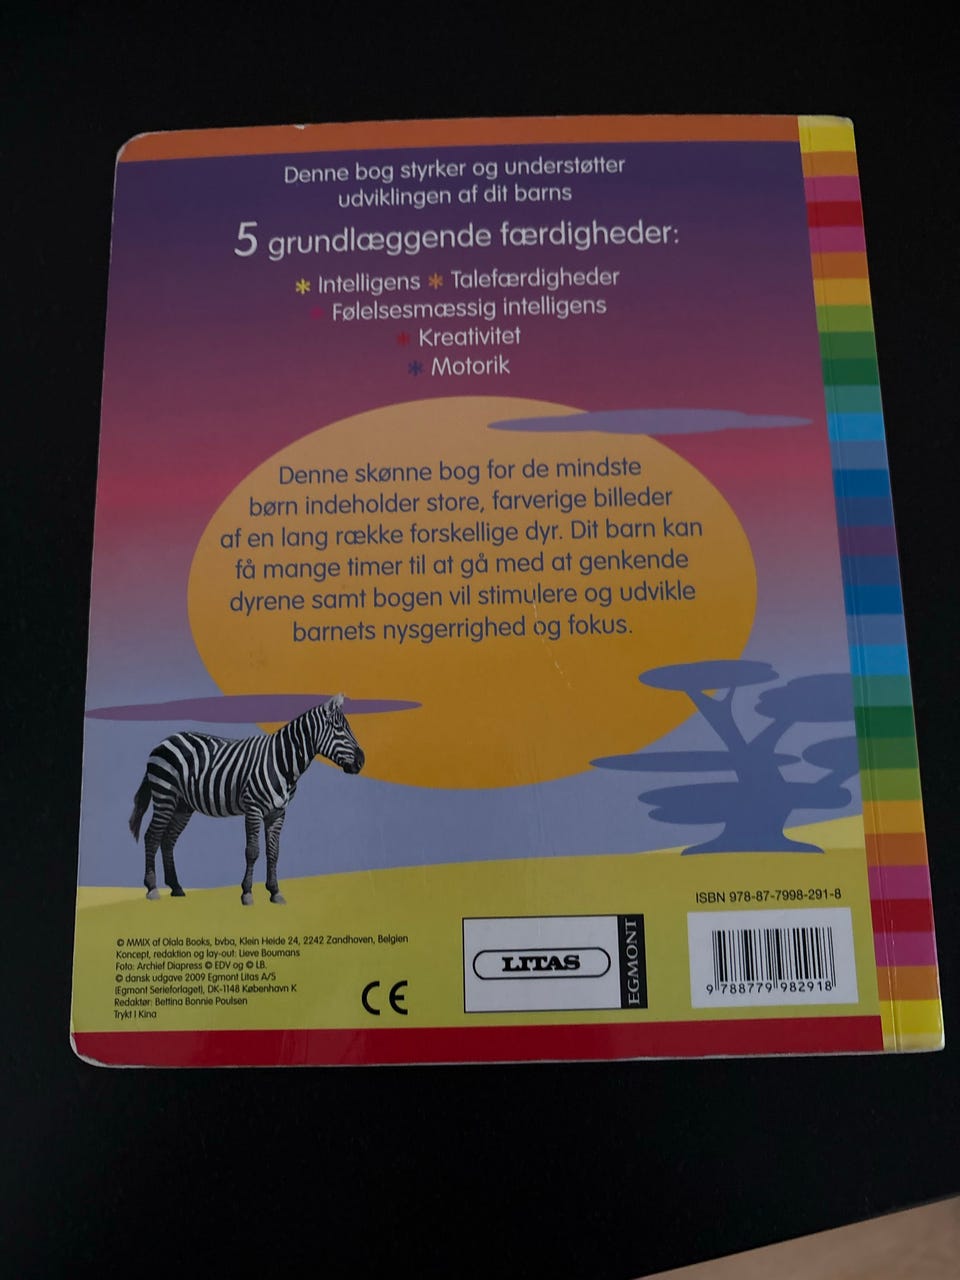 Denne bog styrker og understøtter
udviklingen af dit barns
5 grundlæggende færdigheder:
* Intelligens * Talefærdigheder
* Følelsesmæssig intelligens
* Kreativitet
* Motorik
Denne skønne bog for de mindste
børn indeholder store, farverige billeder
af en lang række forskellige dyr. Dit barn kan
få mange timer til at gå med at genkende
dyrene samt bogen vil stimulere og udvikle
barnets nysgerrighed og fokus.
ISBN 978-87-7998-291-8
© MMIX af Olala Books, bvba, Klein Heide 24, 2242 Zandhoven, Belgien
Koncept, redaktion og lay-out: Lieve Boumans
Foto: Archief Diapress © EDV og © LB.
© dansk udgave 2009 Egmont Litas A/S
(Egmont Serieforlaget), DK-1148 København K
Redaktør: Bettina Bonnie Poulsen
Trykt i Kina
CE
LITAS
EGMONT
9 788779 982918